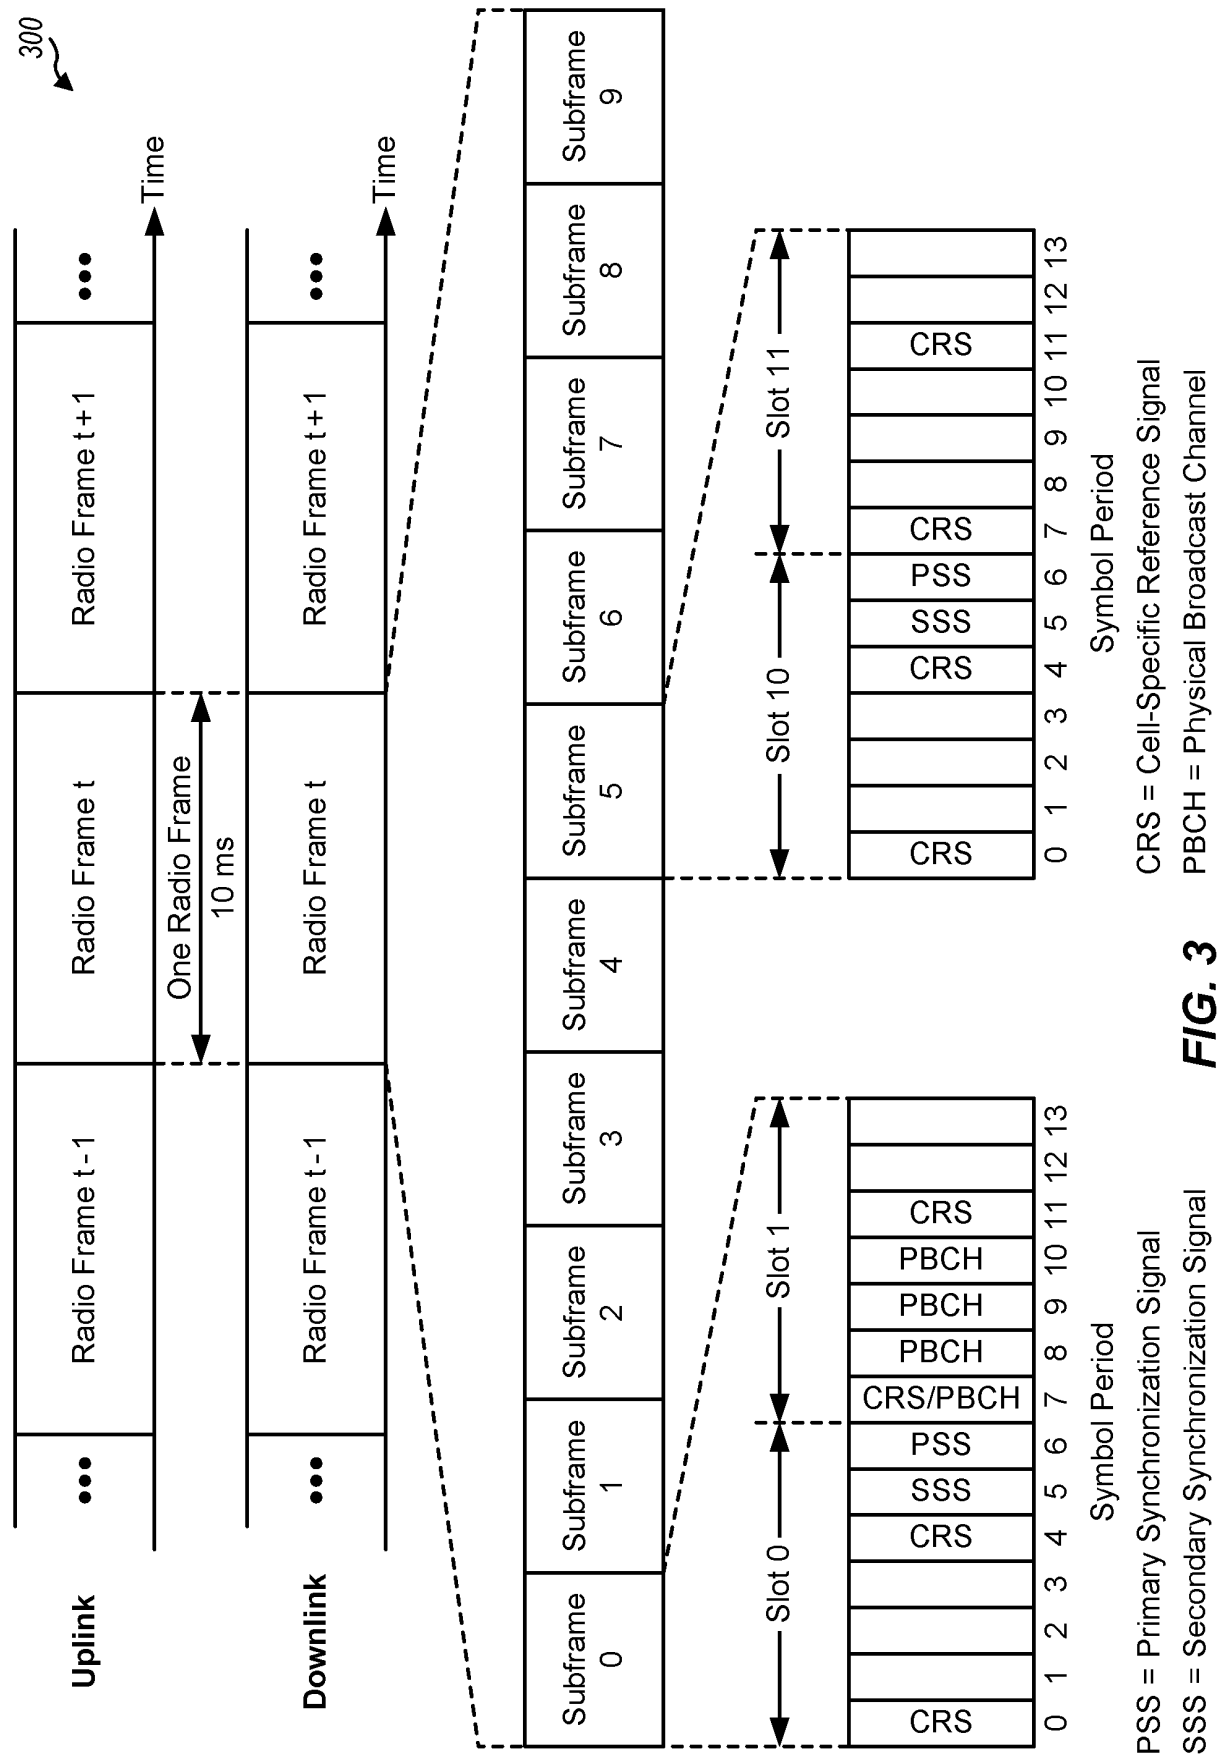 300
Uplink
••• Radio Frame t - 1 Radio Frame t Radio Frame t + 1 •••
Time
One Radio Frame
10 ms
Downlink
••• Radio Frame t - 1 Radio Frame t Radio Frame t + 1 •••
Time
Subframe 0
Subframe 1
Subframe 2
Subframe 3
Subframe 4
Subframe 5
Subframe 6
Subframe 7
Subframe 8
Subframe 9
Slot 0 Slot 1
CRS CRS SSS PSS CRS/PBCH PBCH PBCH PBCH CRS
0 1 2 3 4 5 6 7 8 9 10 11 12 13
Symbol Period
Slot 10 Slot 11
CRS CRS SSS PSS CRS CRS
0 1 2 3 4 5 6 7 8 9 10 11 12 13
Symbol Period
PSS = Primary Synchronization Signal
SSS = Secondary Synchronization Signal
CRS = Cell-Specific Reference Signal
PBCH = Physical Broadcast Channel
FIG. 3